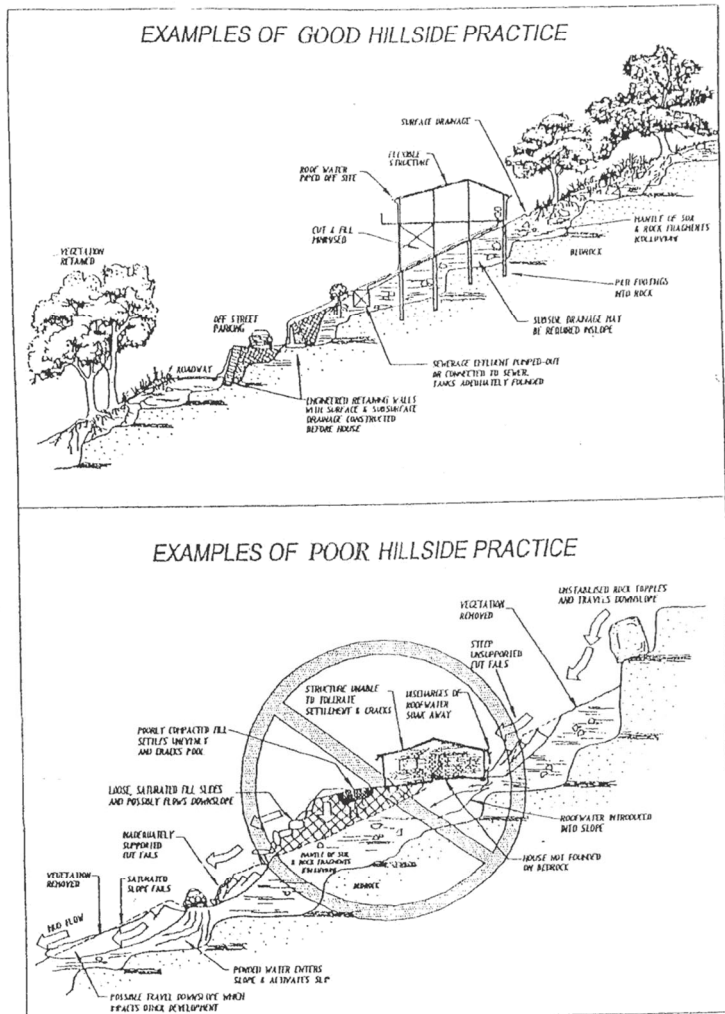 EXAMPLES OF GOOD HILLSIDE PRACTICE
SURFACE DRAINAGE
FLEXIBLE
STRUCTURE
ROOF WATER
PIPED OFF SITE
CUT & FILL
MINIMISED
VEGETATION
RETAINED
MANTLE OF SOIL
& ROCK FRAGMENTS
(COLLUVIUM)
BEDROCK
PIER FOOTINGS
INTO ROCK
OFF STREET
PARKING
SUBSOIL DRAINAGE MAY
BE REQUIRED IN SLOPE
ROADWAY
SEWERAGE EFFLUENT PUMPED-OUT
OR CONNECTED TO SEWER.
TANKS ADEQUATELY FOUNDED
ENGINEERED RETAINING WALLS
WITH SURFACE & SUBSURFACE
DRAINAGE CONSTRUCTED
BEFORE HOUSE
EXAMPLES OF POOR HILLSIDE PRACTICE
UNSTABILISED ROCK TOPPLES
AND TRAVELS DOWNSLOPE
VEGETATION
REMOVED
STEEP
UNSUPPORTED
CUT FAILS
STRUCTURE UNABLE
TO TOLERATE
SETTLEMENT & CRACKS
DISCHARGES OF
ROOFWATER
SOAK AWAY
POORLY COMPACTED FILL
SETTLES UNEVENLY
AND CRACKS POOL
LOOSE, SATURATED FILL SLIDES
AND POSSIBLY FLOWS DOWNSLOPE
ROOFWATER INTRODUCED
INTO SLOPE
INADEQUATELY
SUPPORTED
CUT FAILS
MANTLE OF SOIL
& ROCK FRAGMENTS
(COLLUVIUM)
HOUSE NOT FOUNDED
ON BEDROCK
BEDROCK
VEGETATION
REMOVED
SATURATED
SLOPE FAILS
MUD FLOW
PONDED WATER ENTERS
SLOPE & ACTIVATES SLIP
POSSIBLE TRAVEL DOWNSLOPE WHICH
IMPACTS OTHER DEVELOPMENT